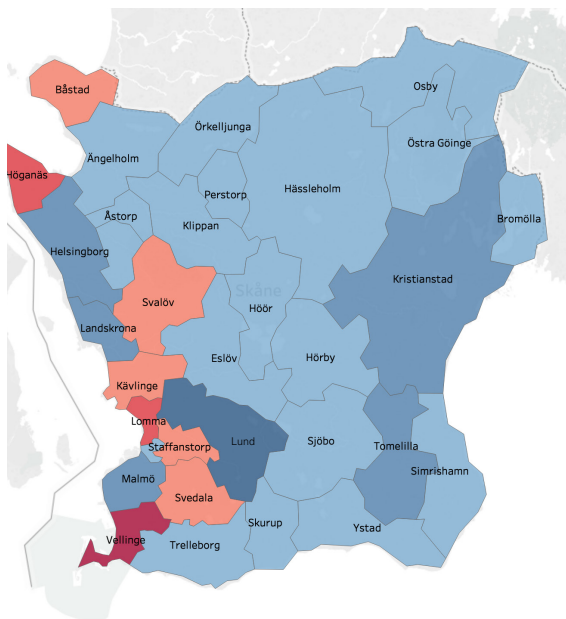 Båstad
Osby
Örkelljunga
Östra Göinge
Ängelholm
Höganäs
Hässleholm
Perstorp
Åstorp
Klippan
Bromölla
Helsingborg
Kristianstad
Skåne
Svalöv
Höör
Landskrona
Eslöv
Hörby
Kävlinge
Lomma
Lund
Sjöbo
Staffanstorp
Tomelilla
Simrishamn
Malmö
Svedala
Skurup
Ystad
Vellinge
Trelleborg